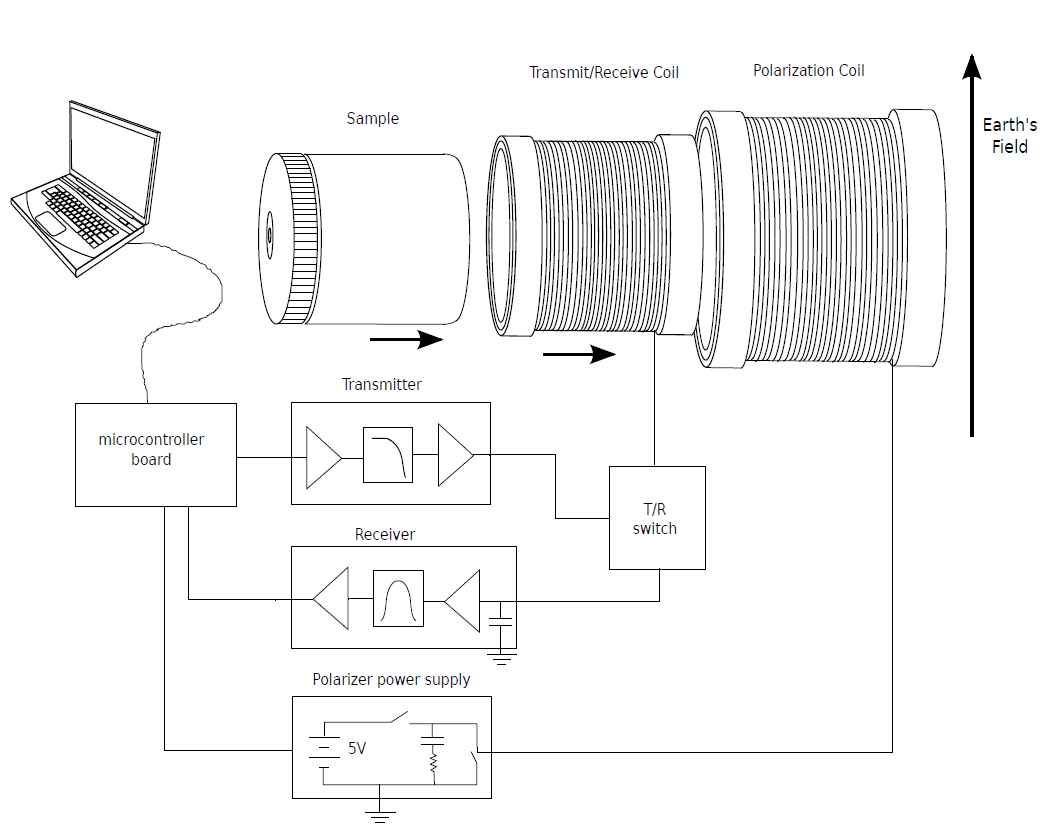 Transmit/Receive Coil
Polarization Coil
Sample
Earth's
Field
Transmitter
microcontroller
board
T/R
switch
Receiver
Polarizer power supply
5V